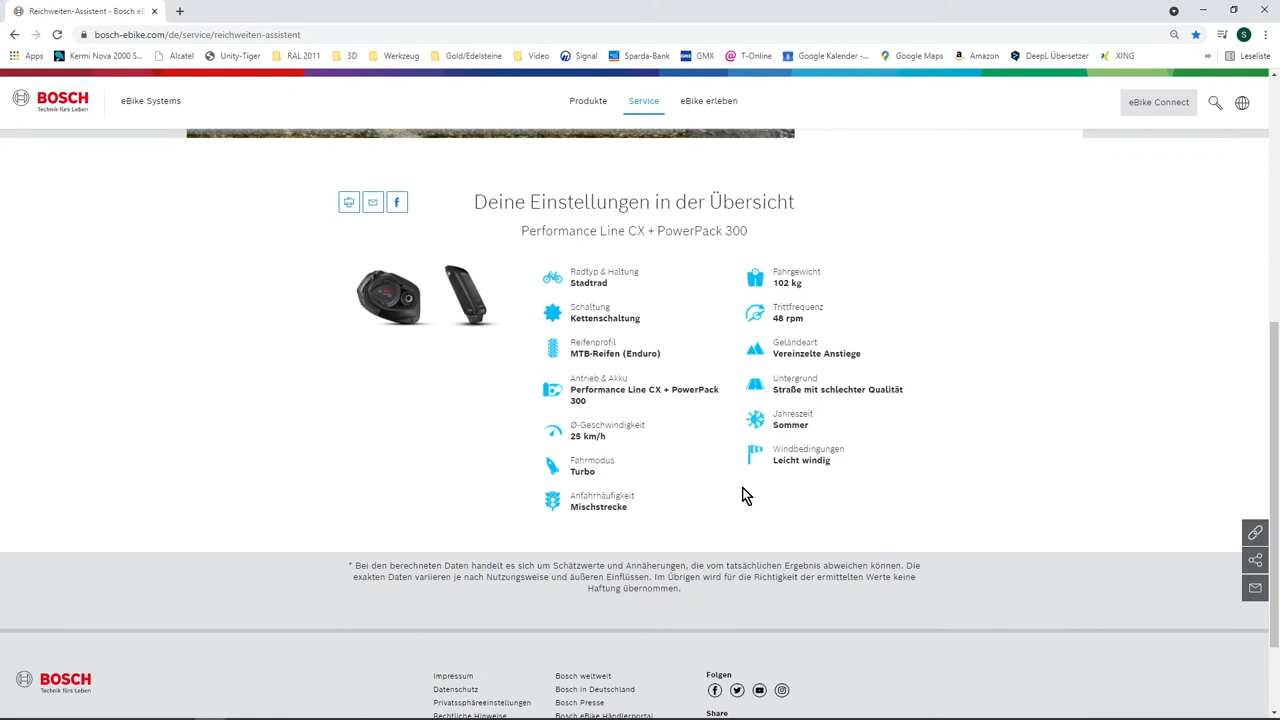 Reichweiten-Assistent - Bosch e
bosch-ebike.com/de/service/reichweiten-assistent
S
Apps
Kermi Nova 2000 S...
Alcatel
Unity-Tiger
RAL 2011
3D
Werkzeug
Gold/Edelsteine
Video
Signal
Sparda-Bank
GMX
T-Online
Google Kalender -...
Google Maps
Amazon
DeepL Übersetzer
XING
»
Leseliste
BOSCH
Technik fürs Leben
eBike Systems
Produkte
Service
eBike erleben
eBike Connect
Deine Einstellungen in der Übersicht
Performance Line CX + PowerPack 300
Radtyp & Haltung
Stadtrad
Schaltung
Kettenschaltung
Reifenprofil
MTB-Reifen (Enduro)
Antrieb & Akku
Performance Line CX + PowerPack
300
Ø-Geschwindigkeit
25 km/h
Fahrmodus
Turbo
Anfahrhäufigkeit
Mischstrecke
Fahrgewicht
102 kg
Trittfrequenz
48 rpm
Geländeart
Vereinzelte Anstiege
Untergrund
Straße mit schlechter Qualität
Jahreszeit
Sommer
Windbedingungen
Leicht windig
* Bei den berechneten Daten handelt es sich um Schätzwerte und Annäherungen, die vom tatsächlichen Ergebnis abweichen können. Die
exakten Daten variieren je nach Nutzungsweise und äußeren Einflüssen. Im Übrigen wird für die Richtigkeit der ermittelten Werte keine
Haftung übernommen.
BOSCH
Technik fürs Leben
Impressum
Datenschutz
Privatssphäreeinstellungen
Rechtliche Hinweise
Bosch weltweit
Bosch in Deutschland
Bosch Presse
Bosch eBike Händlerportal
Folgen
Share